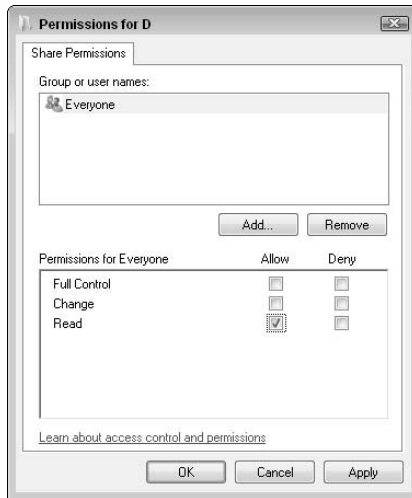 Permissions for D
Share Permissions
Group or user names:
Everyone
Add... Remove
Permissions for Everyone Allow Deny
Full Control
Change
Read
Learn about access control and permissions
OK Cancel Apply